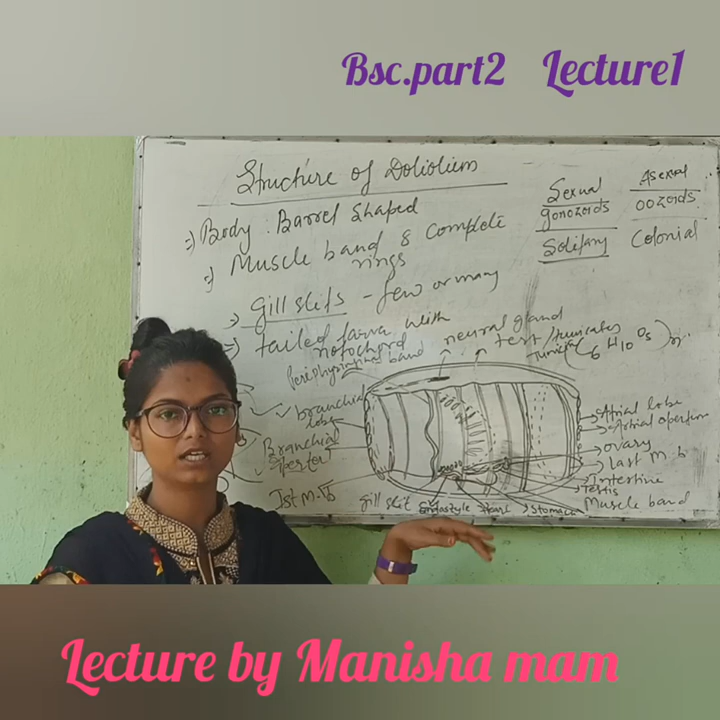 Bsc.part2 Lecture1
Structure of Doliolum
Sexual Asexual
gonozoids oozoids
Solitary Colonial
=) Body : Barrel Shaped
=) Muscle band 8 Complete
rings
=) Gill slits - few or many
=) tailed larva with
notochord
neural gland
test/tunicates
Peripharyngeal band
branchial
lobe
Branchial
Aperter
Ist M.B
gill slit
Endostyle
Heart
Stomach
Atrial lobe
Atrial aperture
ovary
last M.b
Intestine
Testis
Muscle band
Lecture by Manisha mam